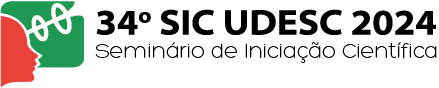 34º SIC UDESC 2024
Seminário de Iniciação Científica